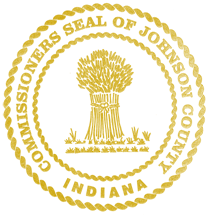 COMMISSIONERS SEAL OF JOHNSON COUNTY
INDIANA